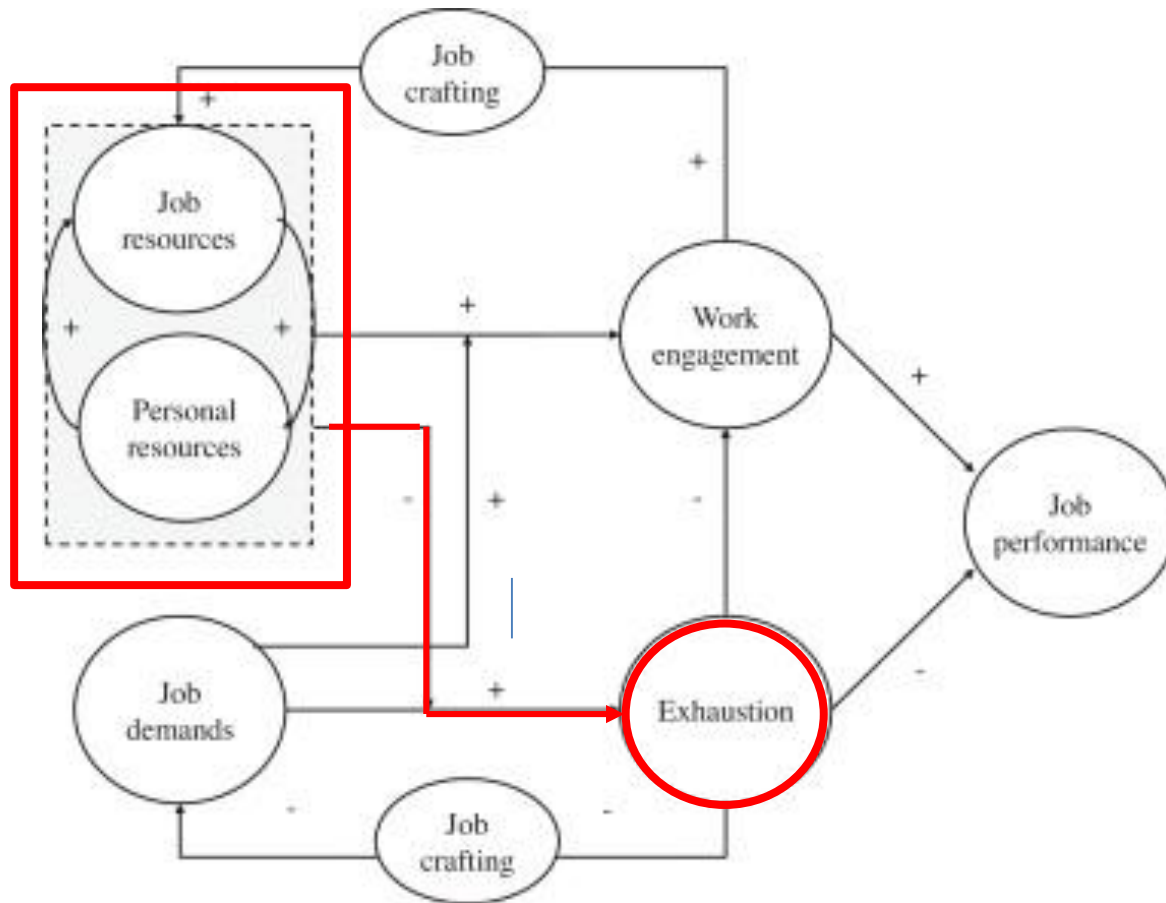 Job
crafting
+
Job
resources
+
+
+
+
Work
engagement
+
Personal
resources
+
-
+
-
Job
performance
Job
demands
+
Exhaustion
-
-
-
Job
crafting